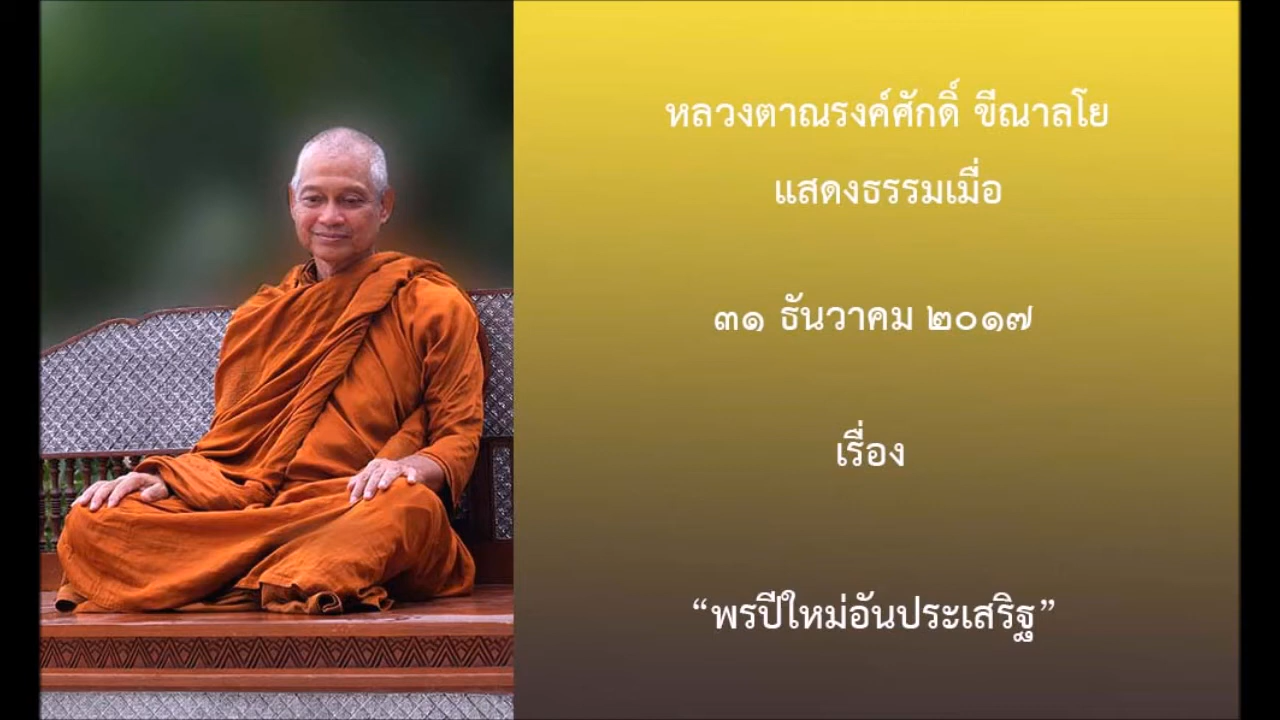 หลวงตาณรงค์ศักดิ์ ขีณาลโย
แสดงธรรมเมื่อ
๓๑ ธันวาคม ๒๐๑๗
เรื่อง
“พรปีใหม่อันประเสริฐ”